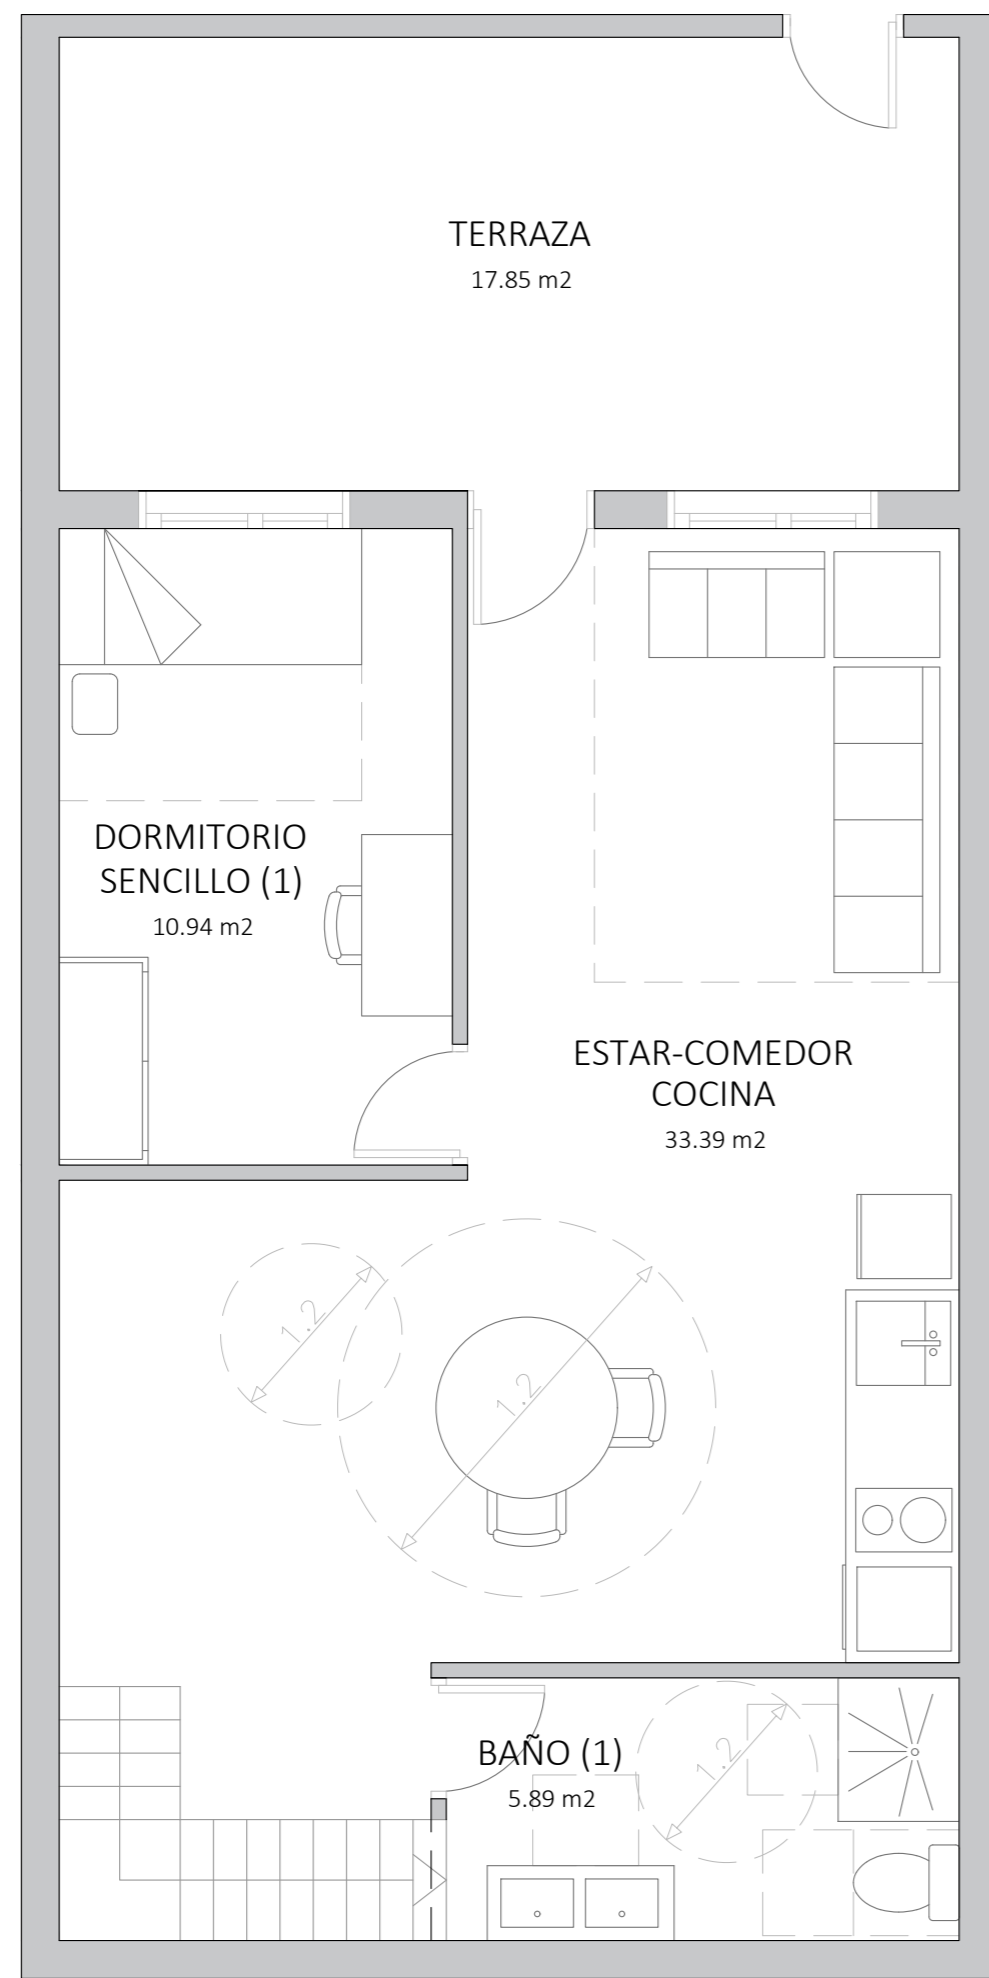 TERRAZA
17.85 m2
DORMITORIO
SENCILLO (1)
10.94 m2
ESTAR-COMEDOR
COCINA
33.39 m2
1.2
1.2
BAÑO (1)
5.89 m2
1.2